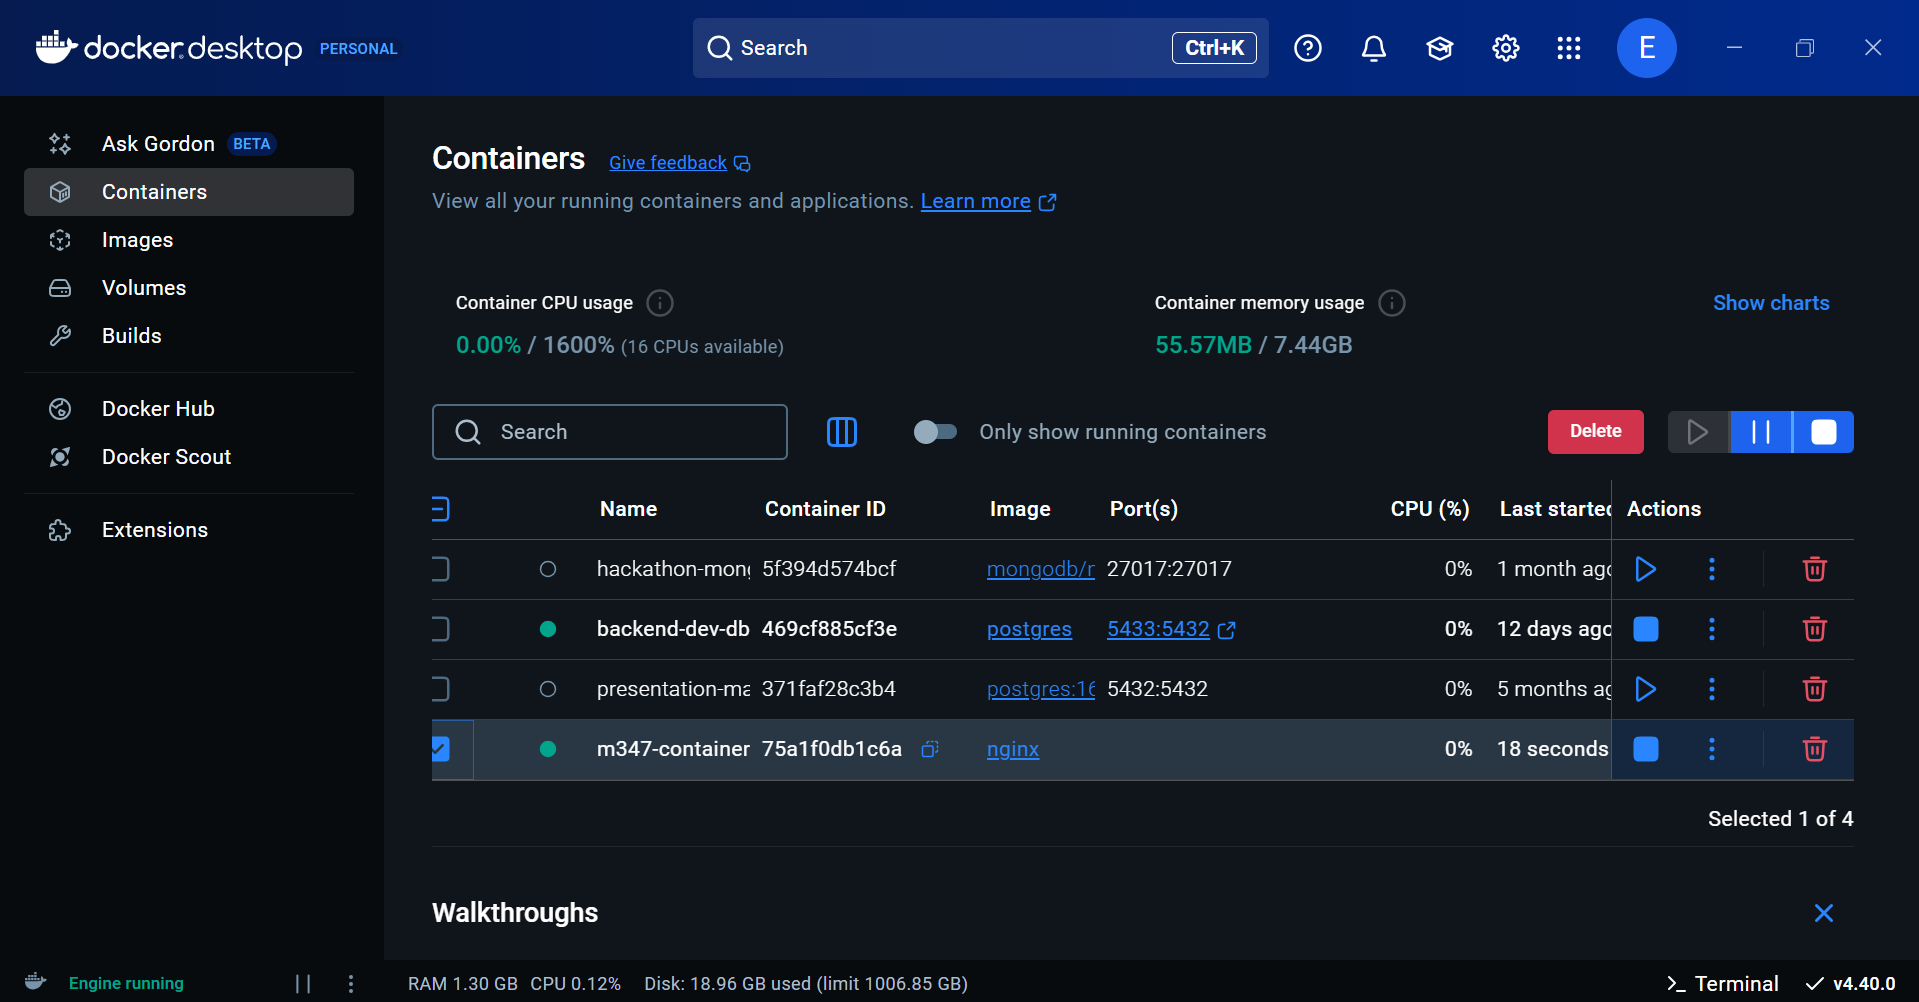 docker.desktop PERSONAL
Search Ctrl+K
E
Ask Gordon BETA
Containers
Images
Volumes
Builds
Docker Hub
Docker Scout
Extensions
Containers Give feedback
View all your running containers and applications. Learn more
Container CPU usage
0.00% / 1600% (16 CPUs available)
Container memory usage
55.57MB / 7.44GB
Show charts
Search
Only show running containers
Delete
Name Container ID Image Port(s) CPU (%) Last started Actions
hackathon-mong 5f394d574bcf mongodb/r 27017:27017 0% 1 month ago
backend-dev-db 469cf885cf3e postgres 5433:5432 0% 12 days ago
presentation-ma 371faf28c3b4 postgres:16 5432:5432 0% 5 months ag
m347-container 75a1f0db1c6a nginx 0% 18 seconds
Selected 1 of 4
Walkthroughs
Engine running
RAM 1.30 GB CPU 0.12% Disk: 18.96 GB used (limit 1006.85 GB)
Terminal v4.40.0